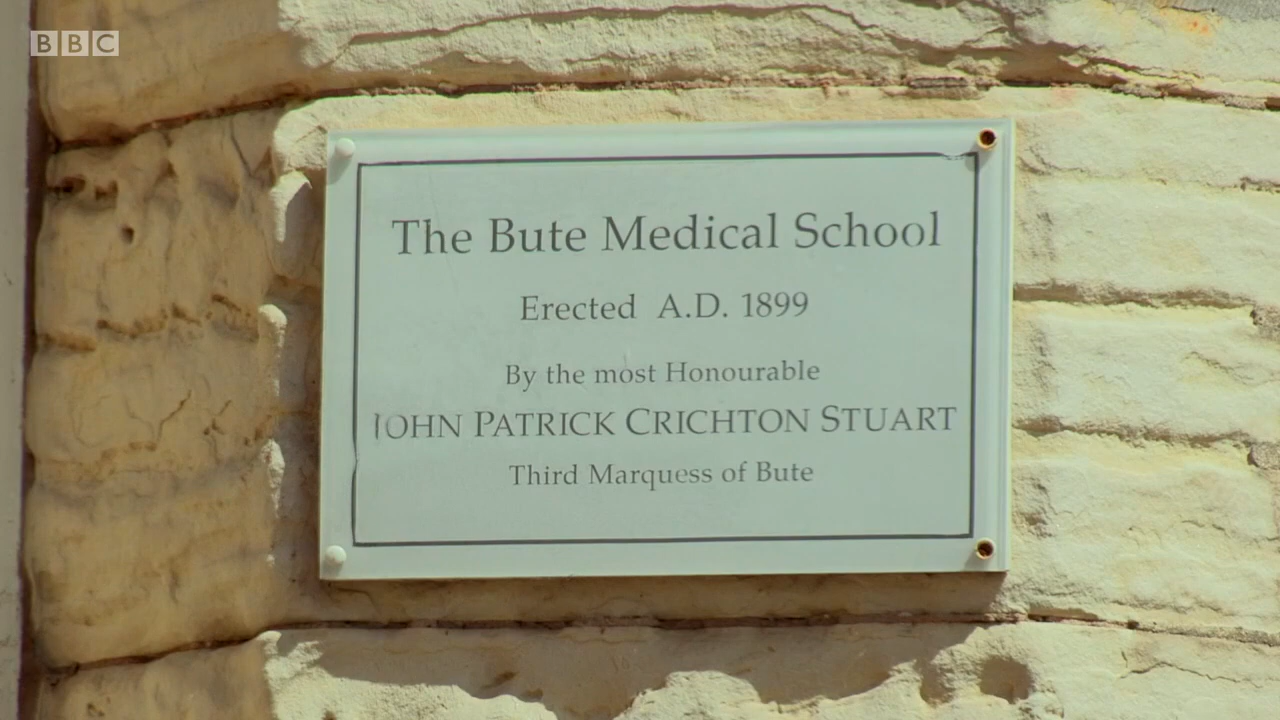 BBC
The Bute Medical School
Erected A.D. 1899
By the most Honourable
JOHN PATRICK CRICHTON STUART
Third Marquess of Bute